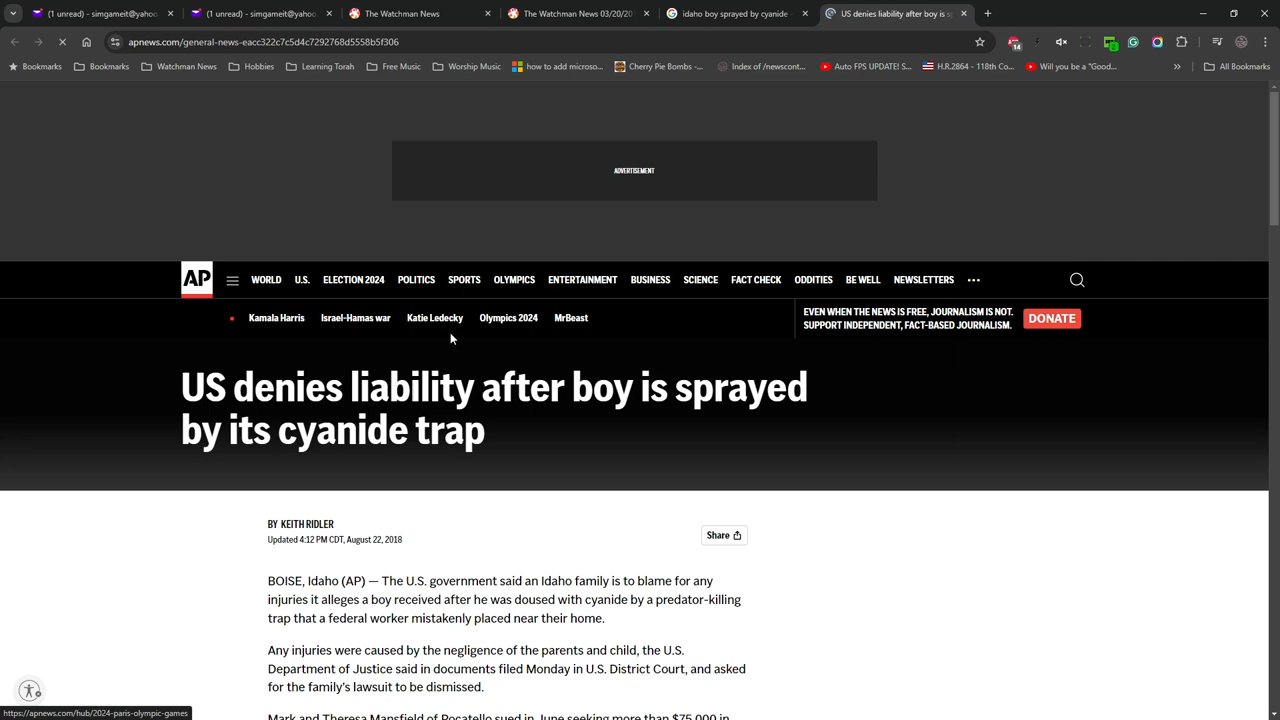 (1 unread) - simgameit@yahoo
(1 unread) - simgameit@yahoo
The Watchman News
The Watchman News 03/20/20
idaho boy sprayed by cyanide
US denies liability after boy is s
apnews.com/general-news-eacc322c7c5d4c7292768d5558b5f306
14
2
Bookmarks
Bookmarks
Watchman News
Hobbies
Learning Torah
Free Music
Worship Music
how to add microso...
Cherry Pie Bombs -...
Index of /newscont...
Auto FPS UPDATE! S...
H.R.2864 - 118th Co...
Will you be a "Good...
»
All Bookmarks
ADVERTISEMENT
AP
WORLD
U.S.
ELECTION 2024
POLITICS
SPORTS
OLYMPICS
ENTERTAINMENT
BUSINESS
SCIENCE
FACT CHECK
ODDITIES
BE WELL
NEWSLETTERS
Kamala Harris
Israel-Hamas war
Katie Ledecky
Olympics 2024
MrBeast
EVEN WHEN THE NEWS IS FREE, JOURNALISM IS NOT.
SUPPORT INDEPENDENT, FACT-BASED JOURNALISM.
DONATE
US denies liability after boy is sprayed
by its cyanide trap
BY KEITH RIDLER
Updated 4:12 PM CDT, August 22, 2018
Share
BOISE, Idaho (AP) — The U.S. government said an Idaho family is to blame for any
injuries it alleges a boy received after he was doused with cyanide by a predator-killing
trap that a federal worker mistakenly placed near their home.
Any injuries were caused by the negligence of the parents and child, the U.S.
Department of Justice said in documents filed Monday in U.S. District Court, and asked
for the family's lawsuit to be dismissed.
Mark and Theresa Mansfield of Pocatello sued in June seeking more than $75,000 in
https://apnews.com/hub/2024-paris-olympic-games